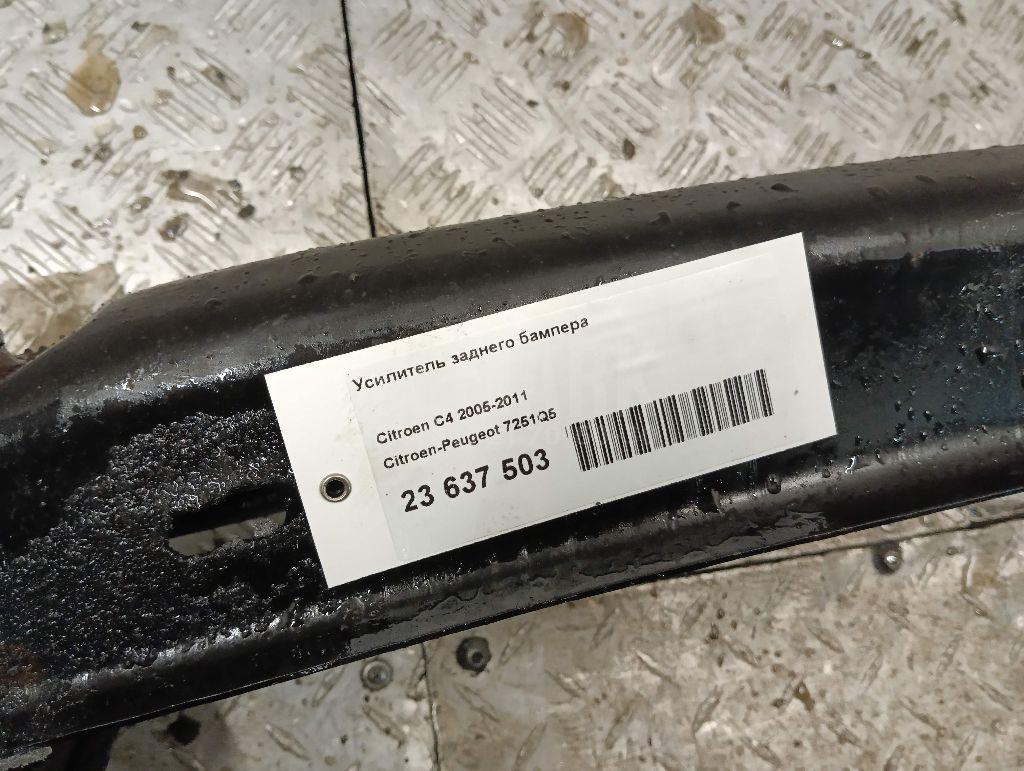 Усилитель заднего бампера
Citroen C4 2005-2011
Citroen-Peugeot 7251Q5
23 637 503